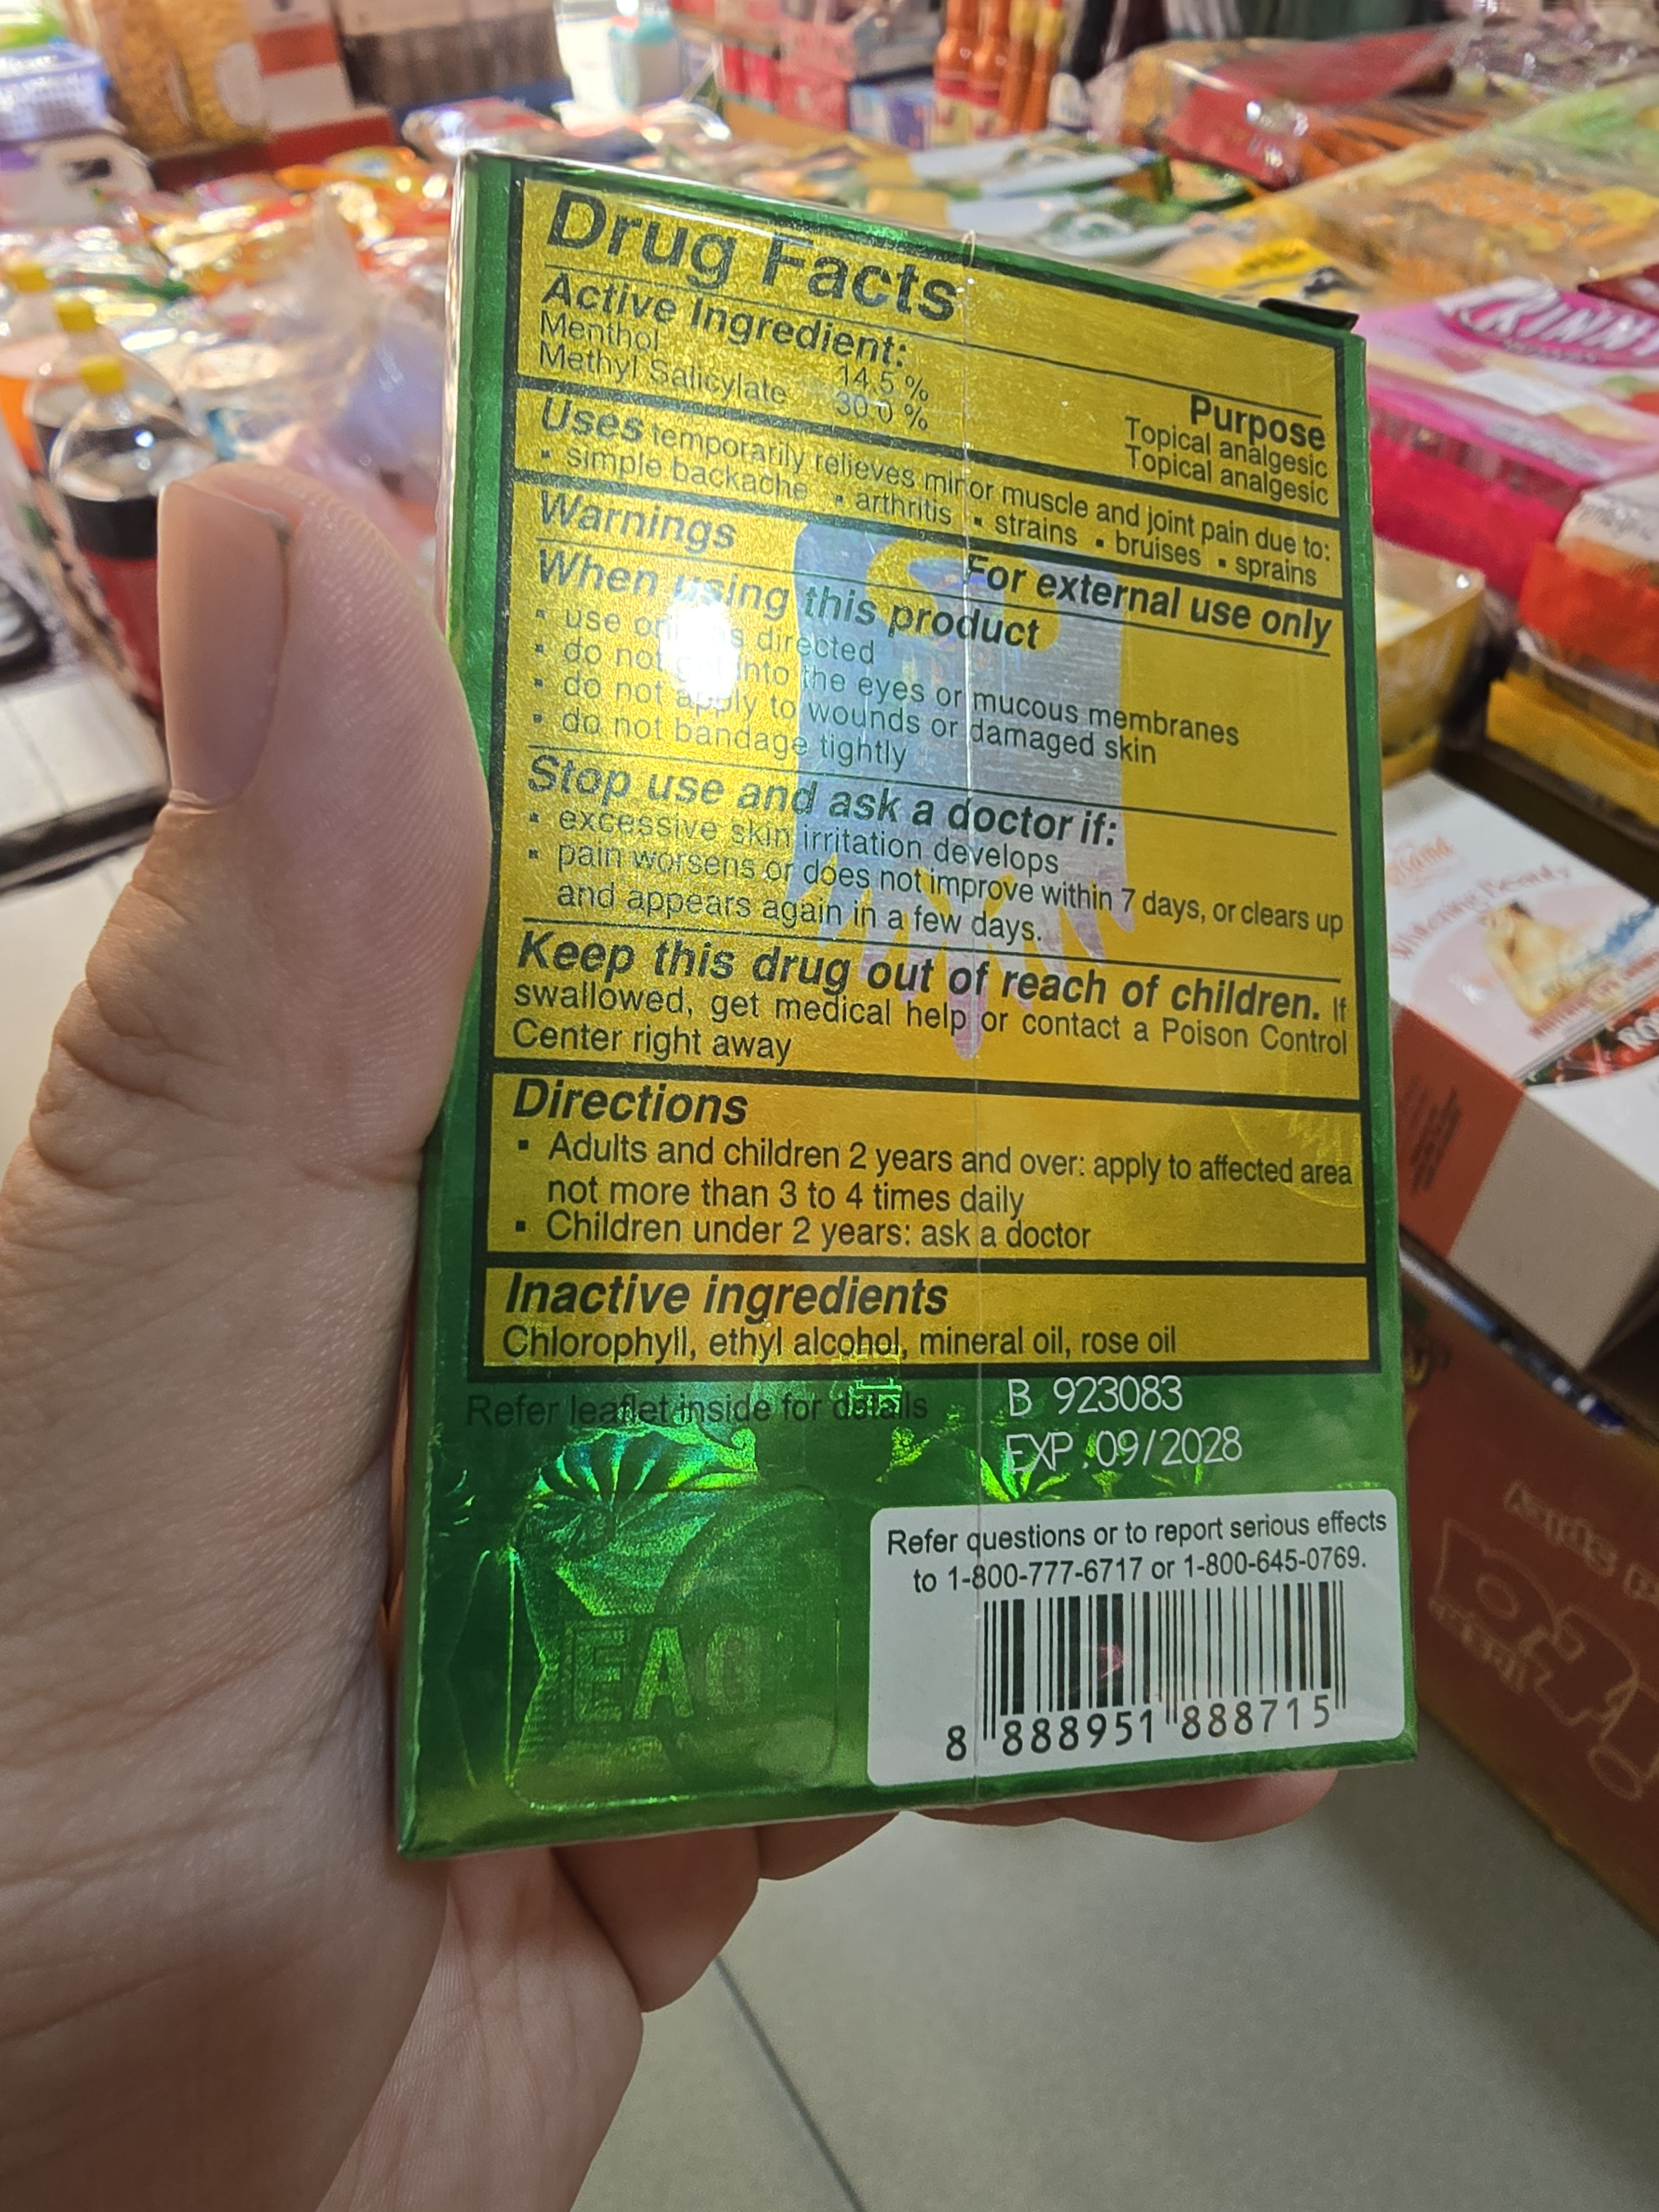 Drug Facts
Active Ingredient: Purpose
Menthol 14.5 % Topical analgesic
Methyl Salicylate 30.0 % Topical analgesic
Uses temporarily relieves minor muscle and joint pain due to:
▪ simple backache ▪ arthritis ▪ strains ▪ bruises ▪ sprains
Warnings For external use only
When using this product
▪ use only as directed
▪ do not get into the eyes or mucous membranes
▪ do not apply to wounds or damaged skin
▪ do not bandage tightly
Stop use and ask a doctor if:
▪ excessive skin irritation develops
▪ pain worsens or does not improve within 7 days, or clears up
and appears again in a few days.
Keep this drug out of reach of children. If
swallowed, get medical help or contact a Poison Control
Center right away
Directions
▪ Adults and children 2 years and over: apply to affected area
not more than 3 to 4 times daily
▪ Children under 2 years: ask a doctor
Inactive ingredients
Chlorophyll, ethyl alcohol, mineral oil, rose oil
Refer leaflet inside for details
B 923083
EXP 09/2028
Refer questions or to report serious effects
to 1-800-777-6717 or 1-800-645-0769.
8 888951 888715
EAG
Whitening Beauty